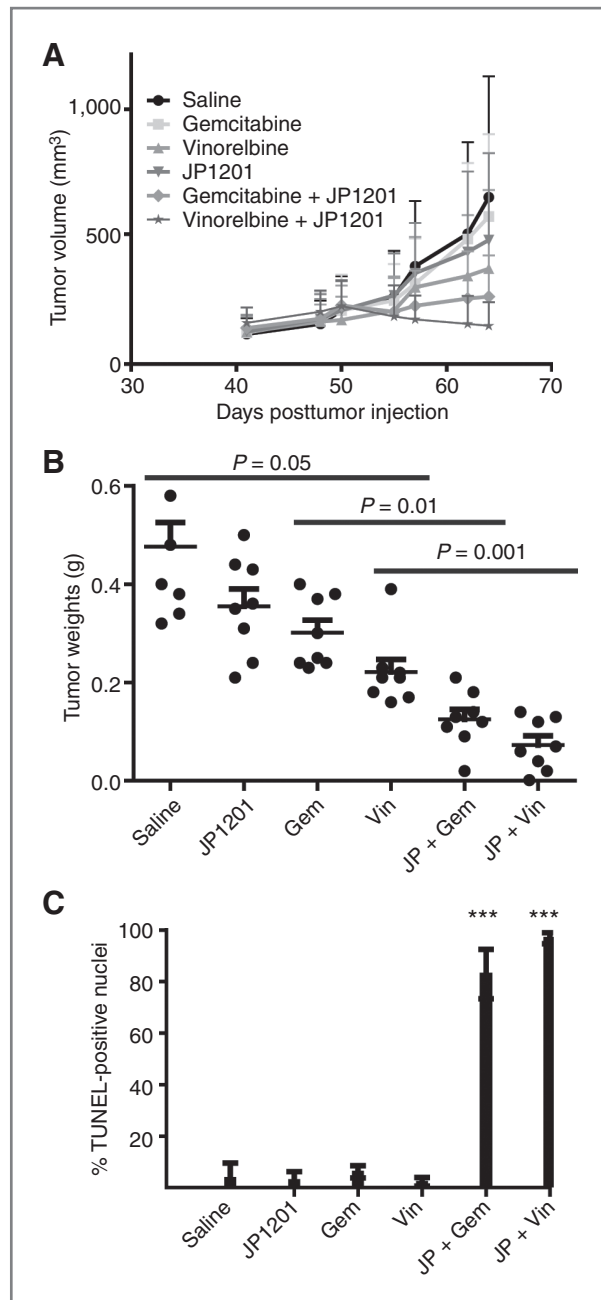 A
Tumor volume (mm³)
1,000
500
0
Saline
Gemcitabine
Vinorelbine
JP1201
Gemcitabine + JP1201
Vinorelbine + JP1201
30 40 50 60 70
Days posttumor injection
B
P = 0.05
P = 0.01
P = 0.001
Tumor weights (g)
0.6
0.4
0.2
0.0
Saline JP1201 Gem Vin JP + Gem JP + Vin
C
*** ***
% TUNEL-positive nuclei
100
80
60
40
20
Saline JP1201 Gem Vin JP + Gem JP + Vin